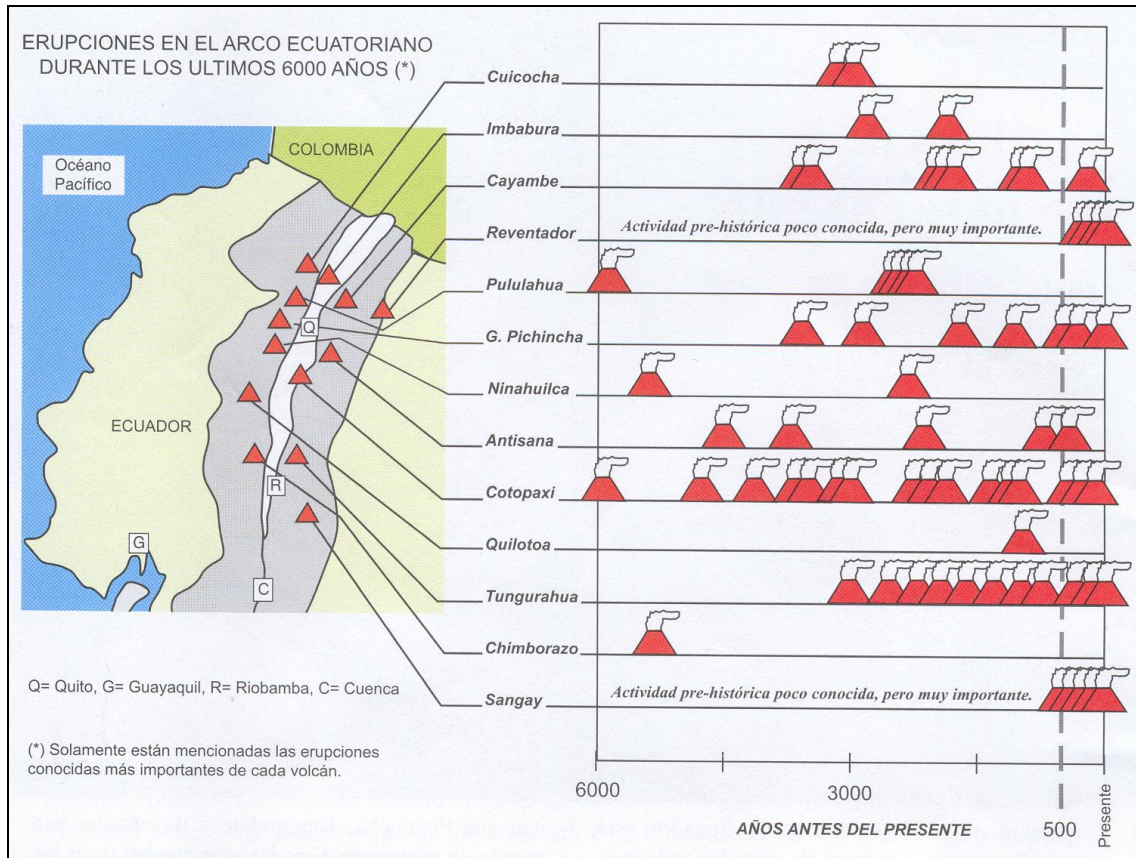 ERUPCIONES EN EL ARCO ECUATORIANO
DURANTE LOS ULTIMOS 6000 AÑOS (*)
Océano
Pacífico
COLOMBIA
ECUADOR
Q
R
G
C
Cuicocha
Imbabura
Cayambe
Reventador
Actividad pre-histórica poco conocida, pero muy importante.
Pululahua
G. Pichincha
Ninahuilca
Antisana
Cotopaxi
Quilotoa
Tungurahua
Chimborazo
Sangay
Actividad pre-histórica poco conocida, pero muy importante.
Q= Quito, G= Guayaquil, R= Riobamba, C= Cuenca
(*) Solamente están mencionadas las erupciones
conocidas más importantes de cada volcán.
6000
3000
500
Presente
AÑOS ANTES DEL PRESENTE